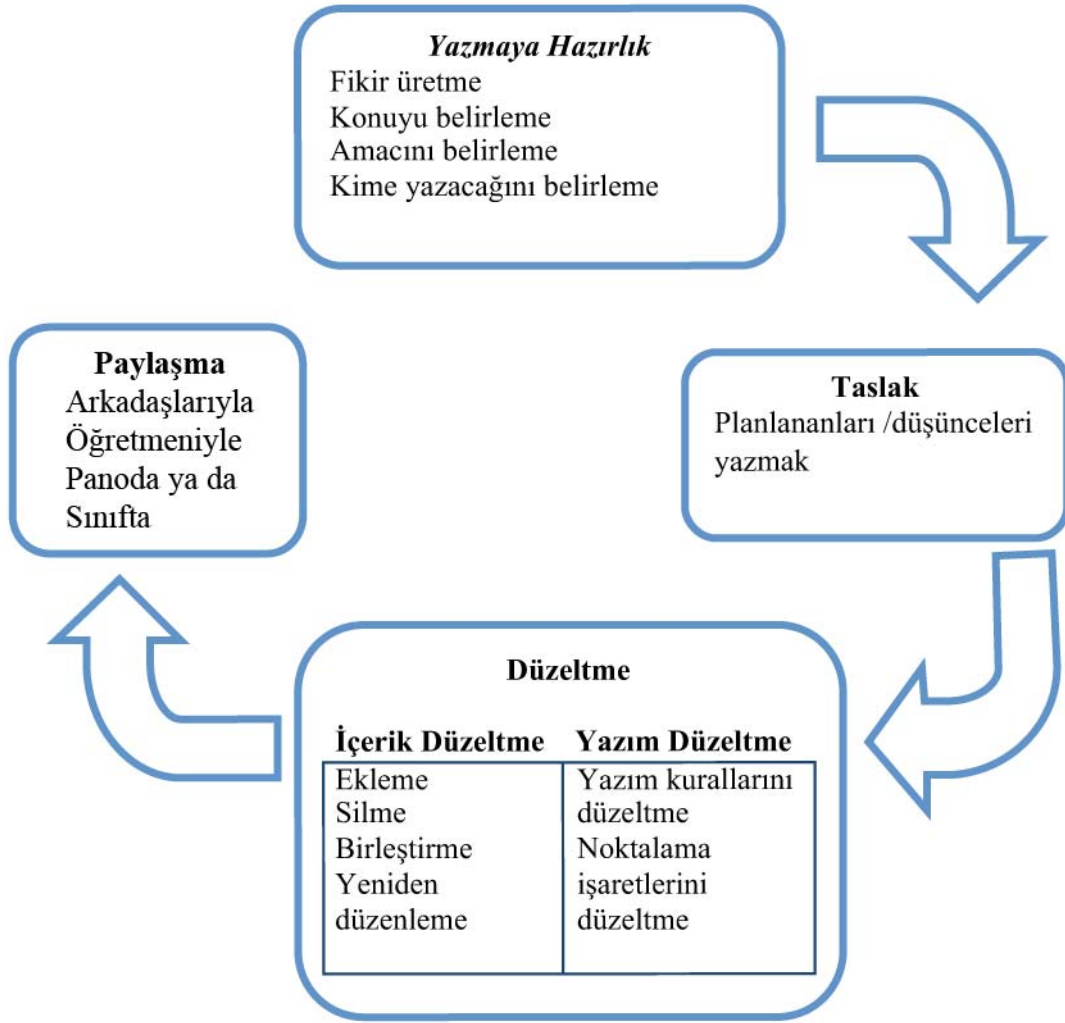 Yazmaya Hazırlık
Fikir üretme
Konuyu belirleme
Amacını belirleme
Kime yazacağını belirleme
Taslak
Planlananları /düşünceleri
yazmak
Düzeltme
İçerik Düzeltme
Ekleme
Silme
Birleştirme
Yeniden
düzenleme
Yazım Düzeltme
Yazım kurallarını
düzeltme
Noktalama
işaretlerini
düzeltme
Paylaşma
Arkadaşlarıyla
Öğretmeniyle
Panoda ya da
Sınıfta